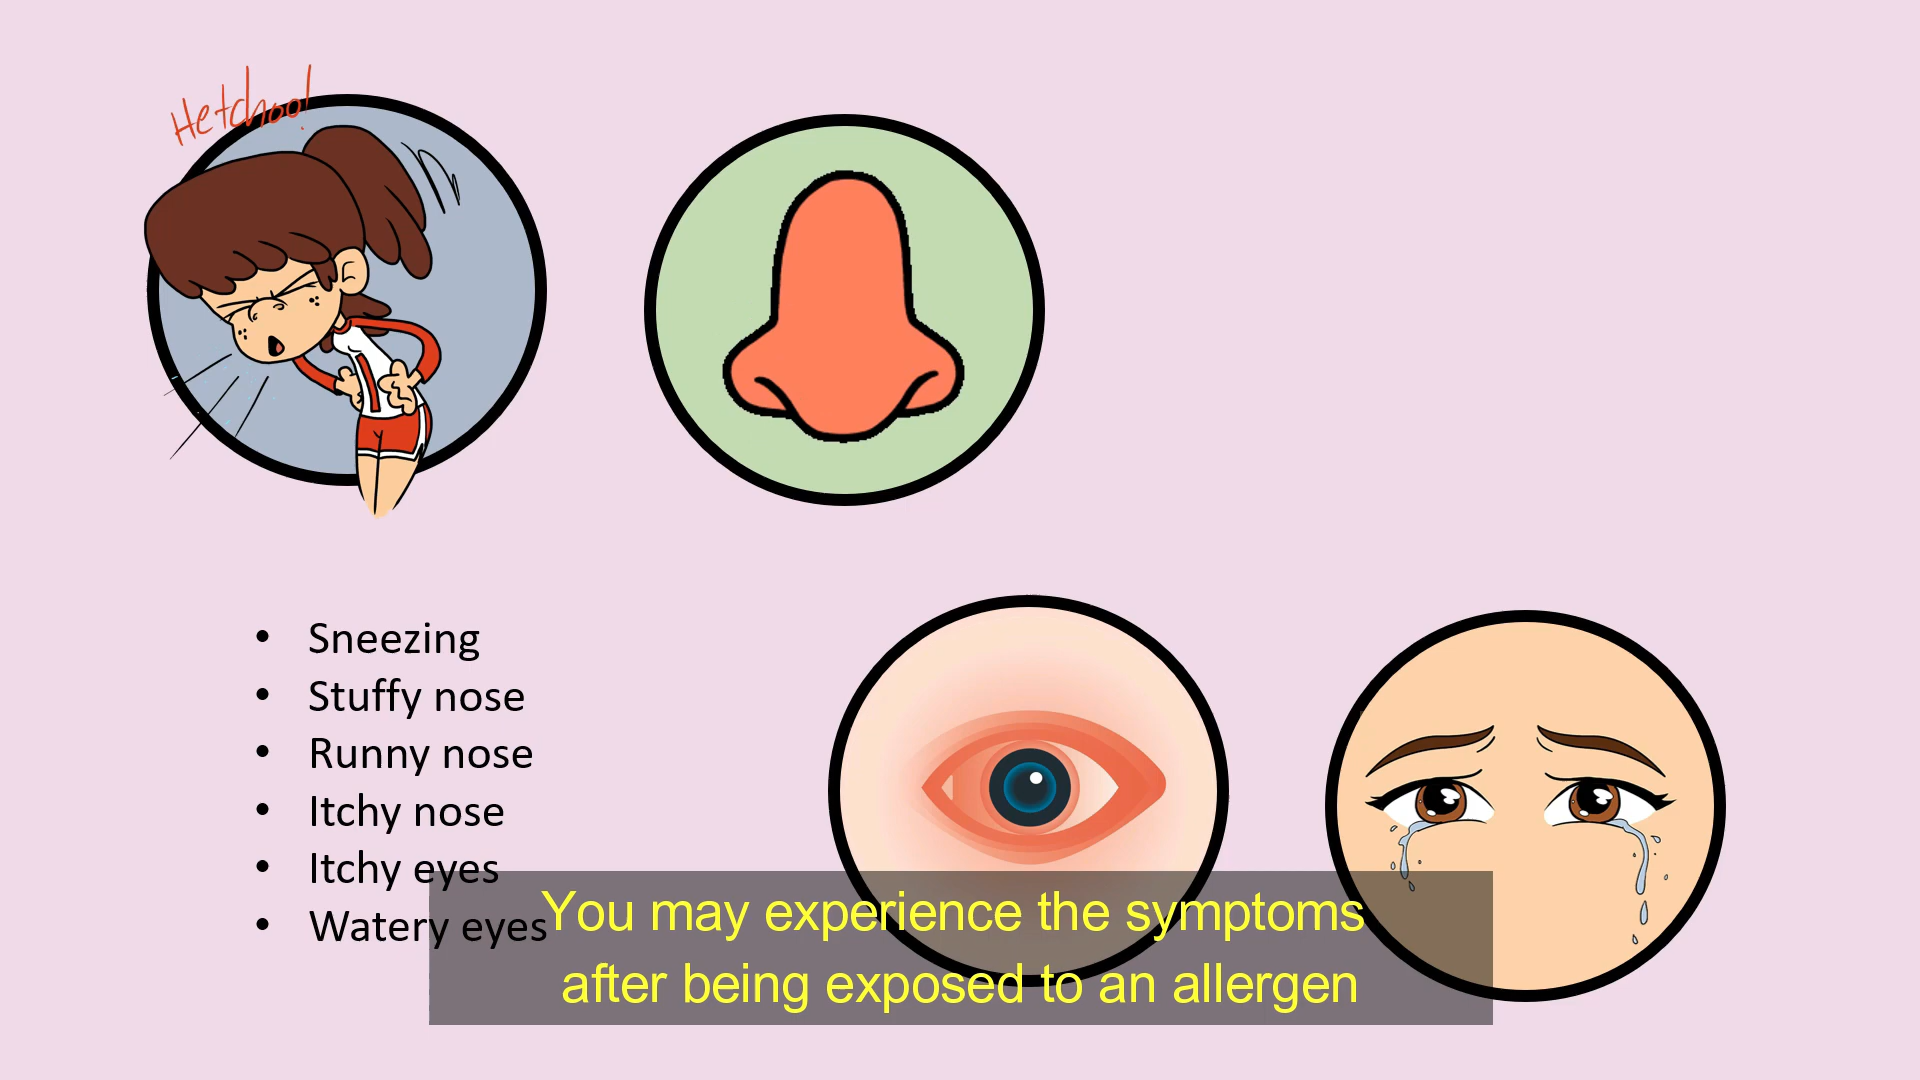 Hetchoo!
• Sneezing
• Stuffy nose
• Runny nose
• Itchy nose
• Itchy eyes
• Watery eyes
You may experience the symptoms
after being exposed to an allergen